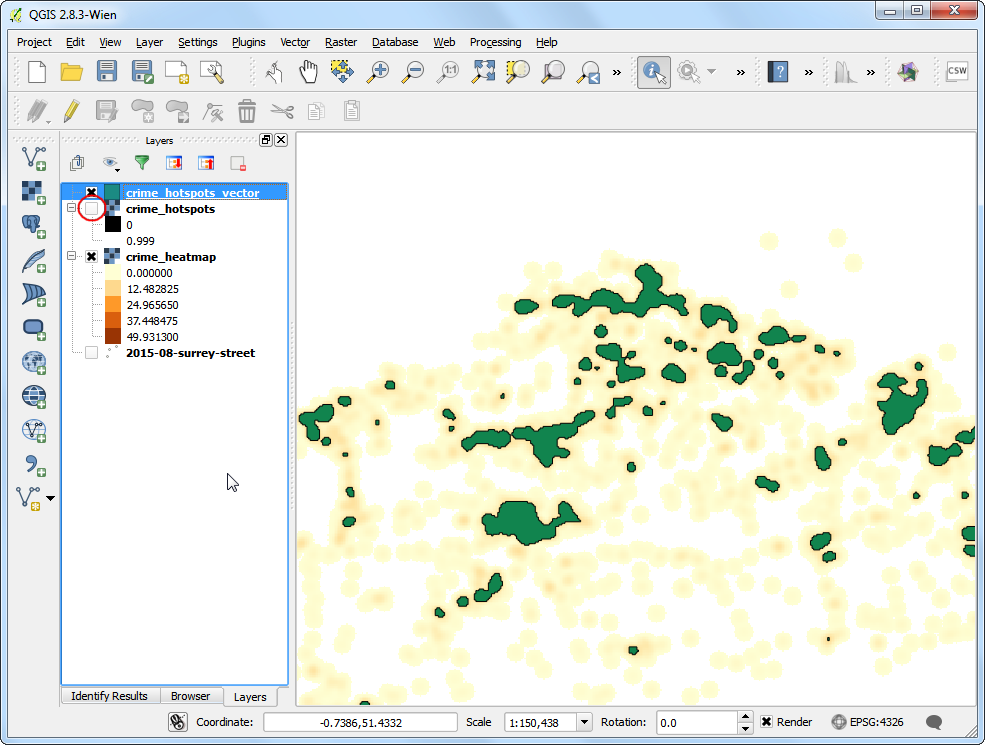 QGIS 2.8.3-Wien
Project Edit View Layer Settings Plugins Vector Raster Database Web Processing Help
1:1 » » » » CSW
Layers
crime_hotspots_vector
crime_hotspots
0
0.999
crime_heatmap
0.000000
12.482825
24.965650
37.448475
49.931300
2015-08-surrey-street
Identify Results Browser Layers
Coordinate: -0.7386,51.4332 Scale 1:150,438 Rotation: 0.0 Render EPSG:4326